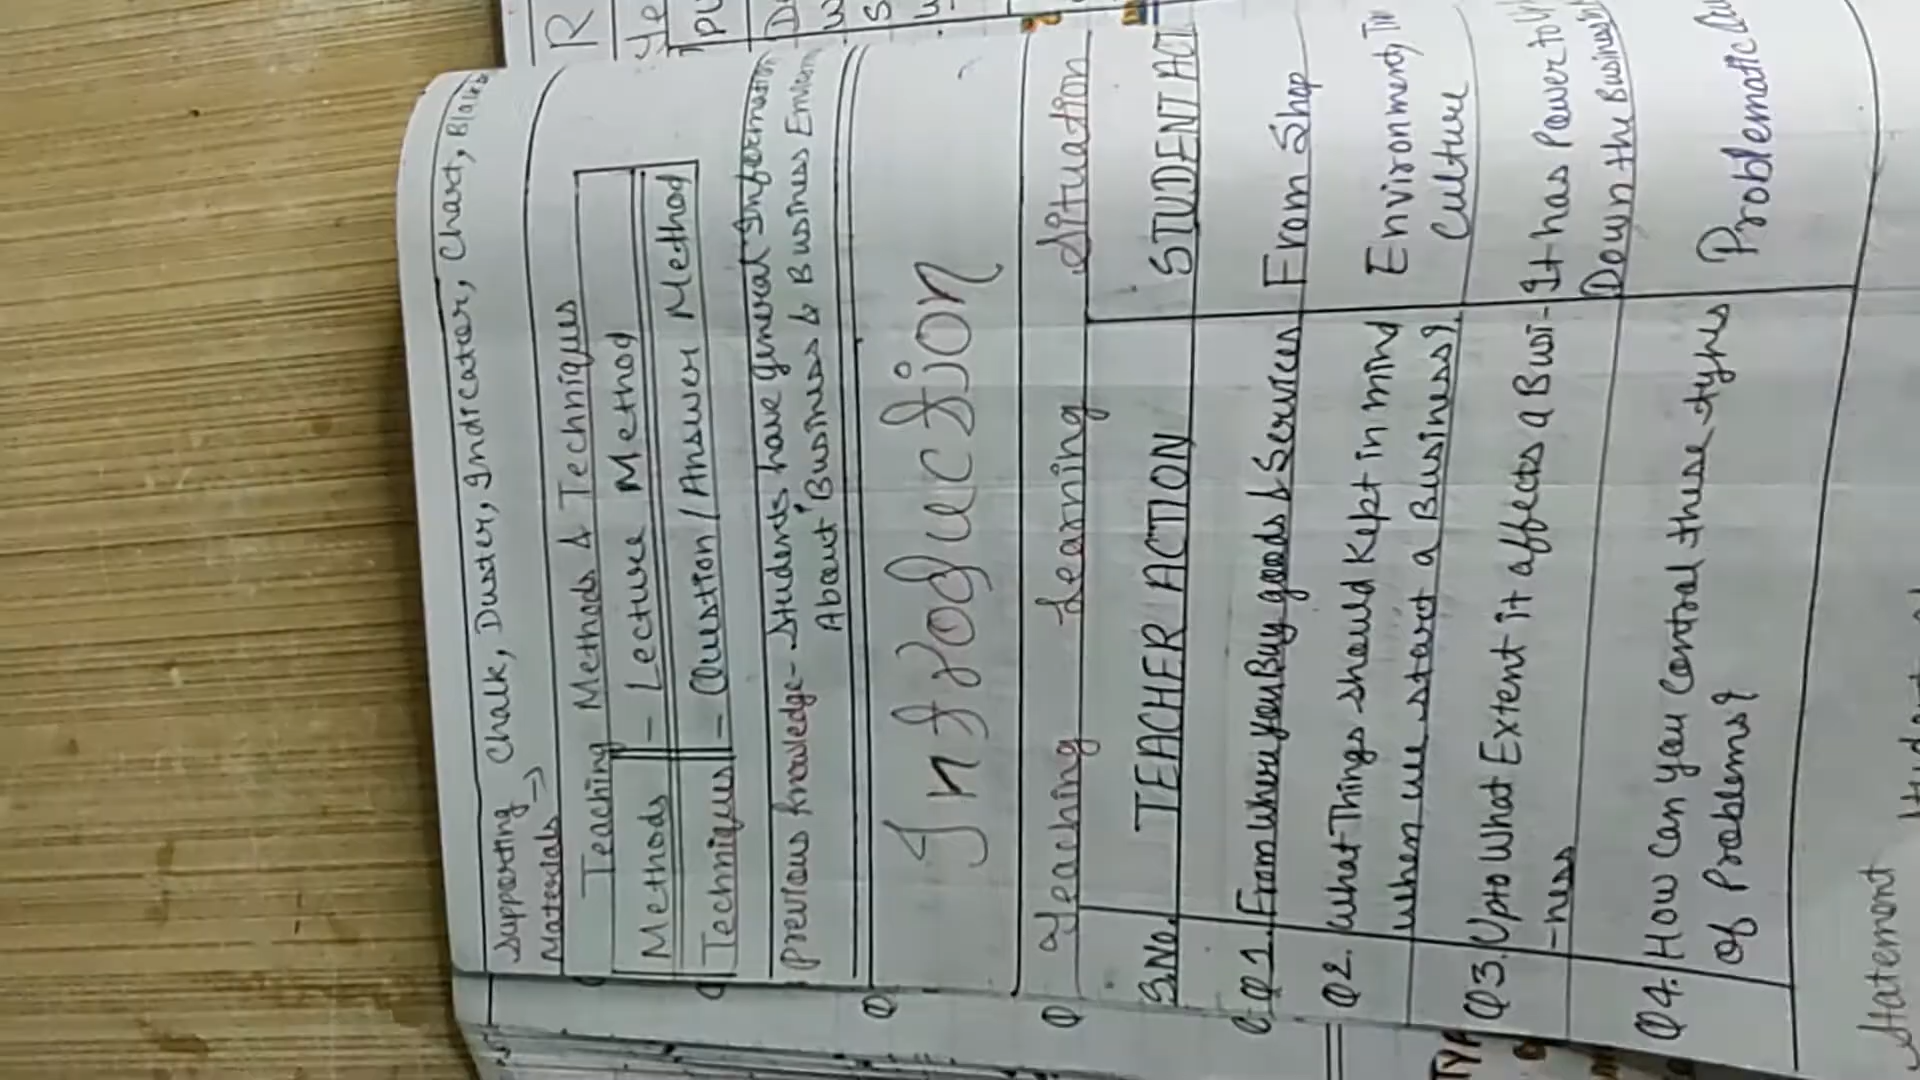 Supporting Chalk, Duster, Indicator, Chart,
Materials →
Teaching Methods & Techniques
Methods - Lecture Method
Techniques - Question/Answer Method
Previous knowledge - Students have general Information
About Business & Business
Introduction
Teaching Learning Situation
S.No. TEACHER ACTION STUDENT ACT
Q1. From where you Buy goods & Services From Shop
Q2. What Things should Kept in mind Environment,
when we start a Business? Culture
Q3. Upto What Extent it affects a Busi- It has Power to
-ness Down the
Q4. How Can you Control these types Problematic
of Problems?
Statement